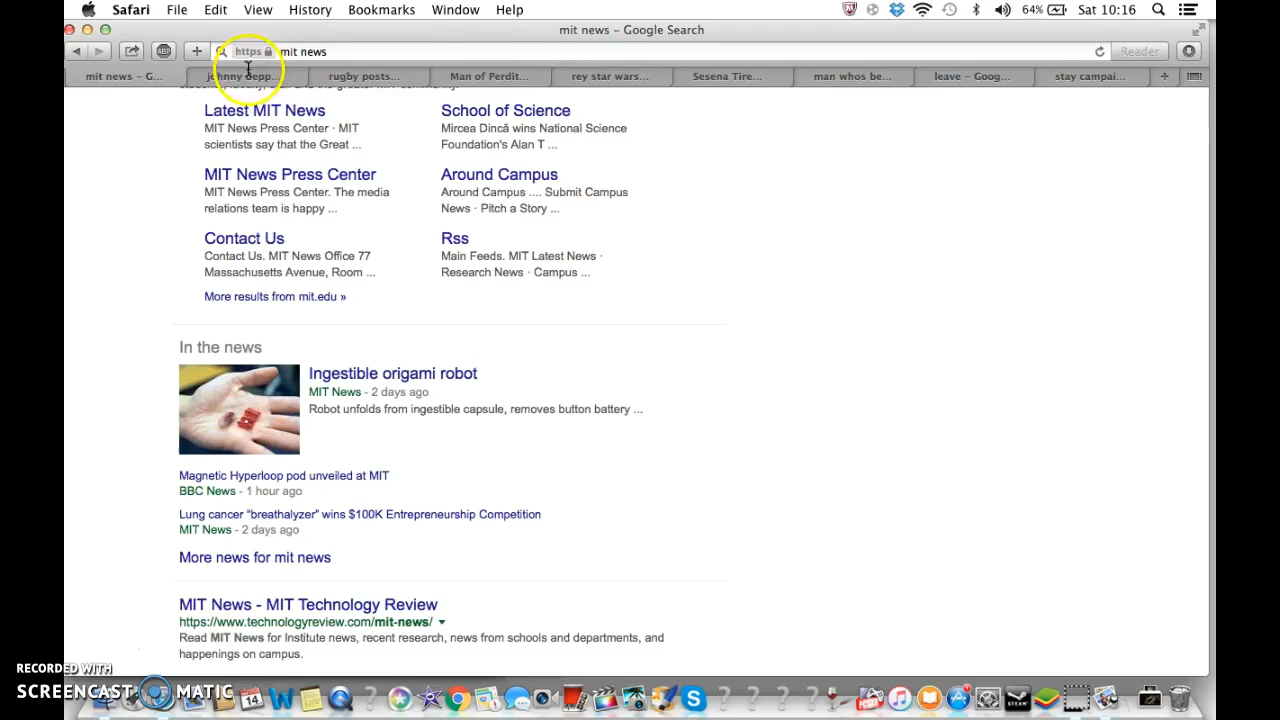 Safari File Edit View History Bookmarks Window Help 64% Sat 10:16
mit news – Google Search
ABP + https mit news Reader
mit news – G... johnny depp... rugby posts... Man of Perdit... rey star wars... Sesena Tire... man whos be... leave – Goog... stay campai...
Latest MIT News
MIT News Press Center · MIT
scientists say that the Great ...
School of Science
Mircea Dincă wins National Science
Foundation's Alan T ...
MIT News Press Center
MIT News Press Center. The media
relations team is happy ...
Around Campus
Around Campus .... Submit Campus
News · Pitch a Story ...
Contact Us
Contact Us. MIT News Office 77
Massachusetts Avenue, Room ...
Rss
Main Feeds. MIT Latest News ·
Research News · Campus ...
More results from mit.edu »
In the news
Ingestible origami robot
MIT News - 2 days ago
Robot unfolds from ingestible capsule, removes button battery ...
Magnetic Hyperloop pod unveiled at MIT
BBC News - 1 hour ago
Lung cancer “breathalyzer” wins $100K Entrepreneurship Competition
MIT News - 2 days ago
More news for mit news
MIT News - MIT Technology Review
https://www.technologyreview.com/mit-news/
Read MIT News for Institute news, recent research, news from schools and departments, and
happenings on campus.
RECORDED WITH
SCREENCAST MATIC
14
STEAM